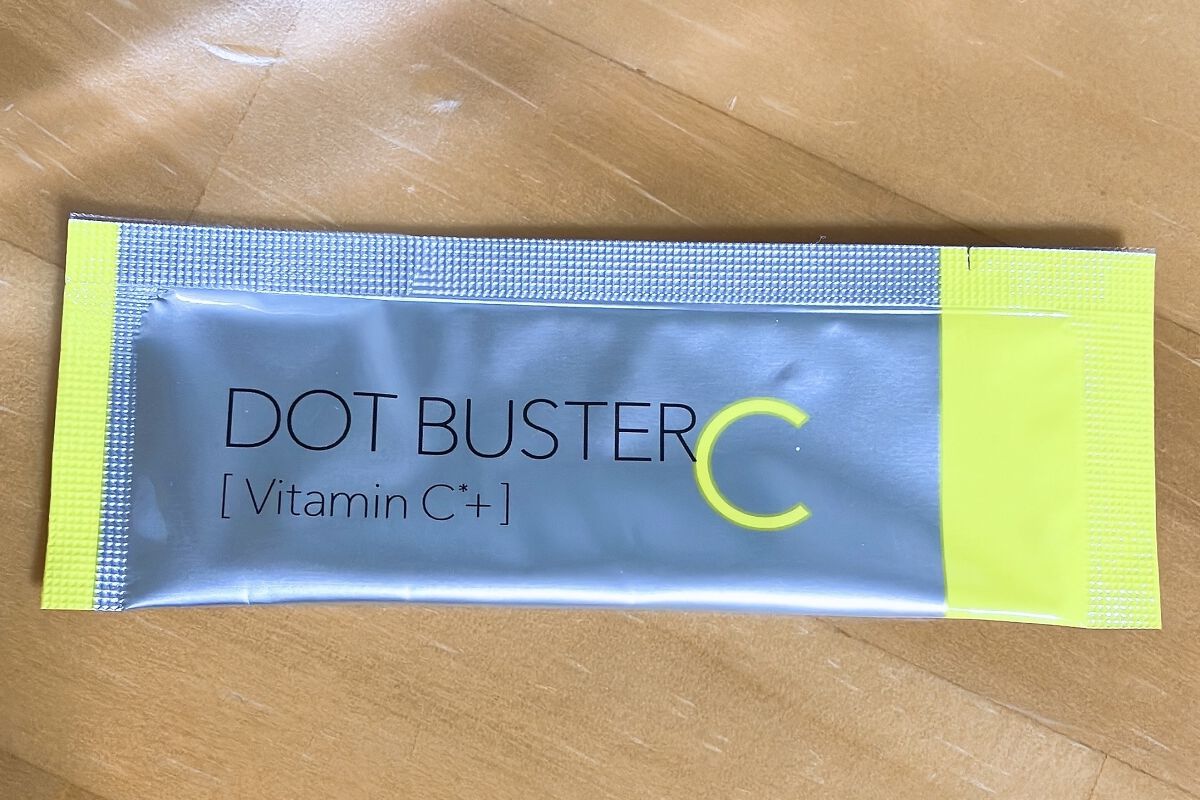 DOT BUSTER C
[ Vitamin C*+ ]